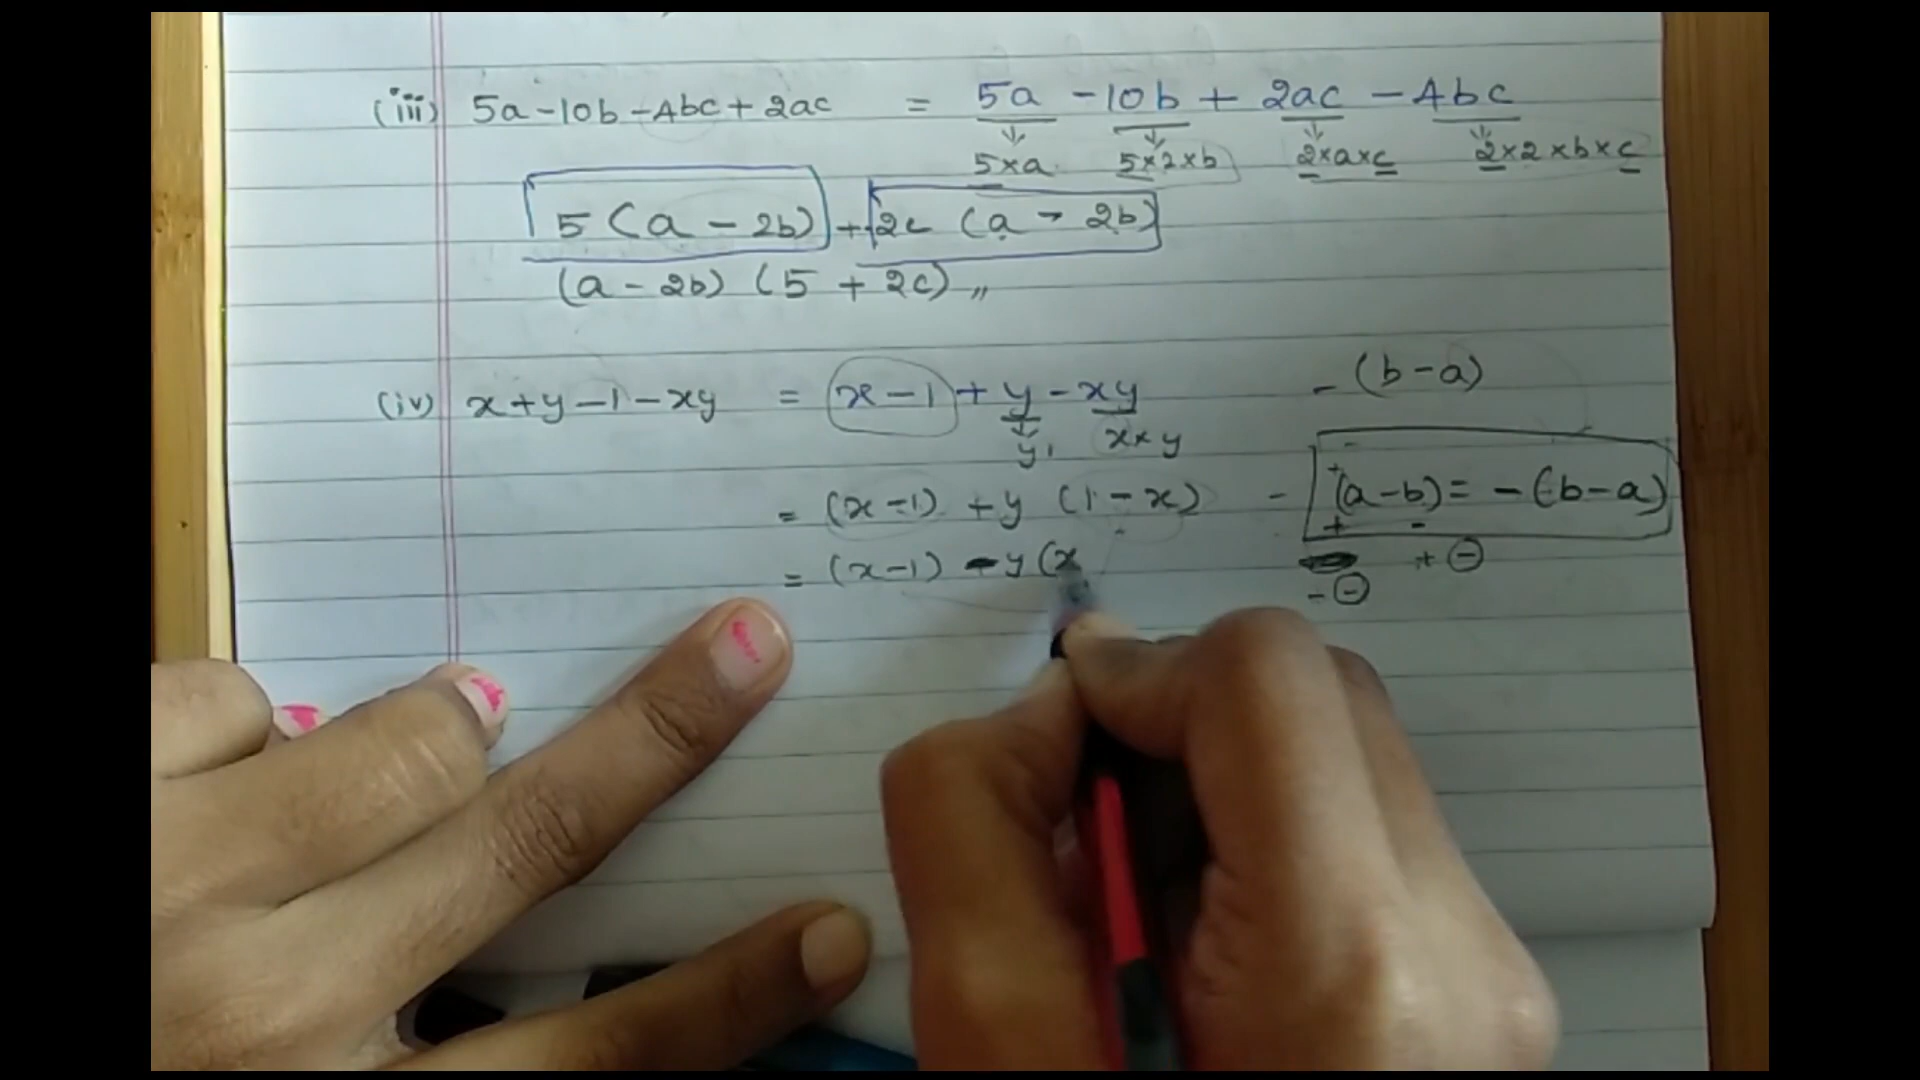 (iii) 5a - 10b - 4bc + 2ac = 5a - 10b + 2ac - 4bc
5×a 5×2×b 2×a×c 2×2×b×c
5 (a - 2b) + 2c (a - 2b)
(a - 2b) (5 + 2c) ,,
(iv) x + y - 1 - xy = x - 1 + y - xy - (b - a)
y 1 x × y
= (x - 1) + y (1 - x) - (a - b) = - (b - a)
= (x - 1) - y (x + -
- -